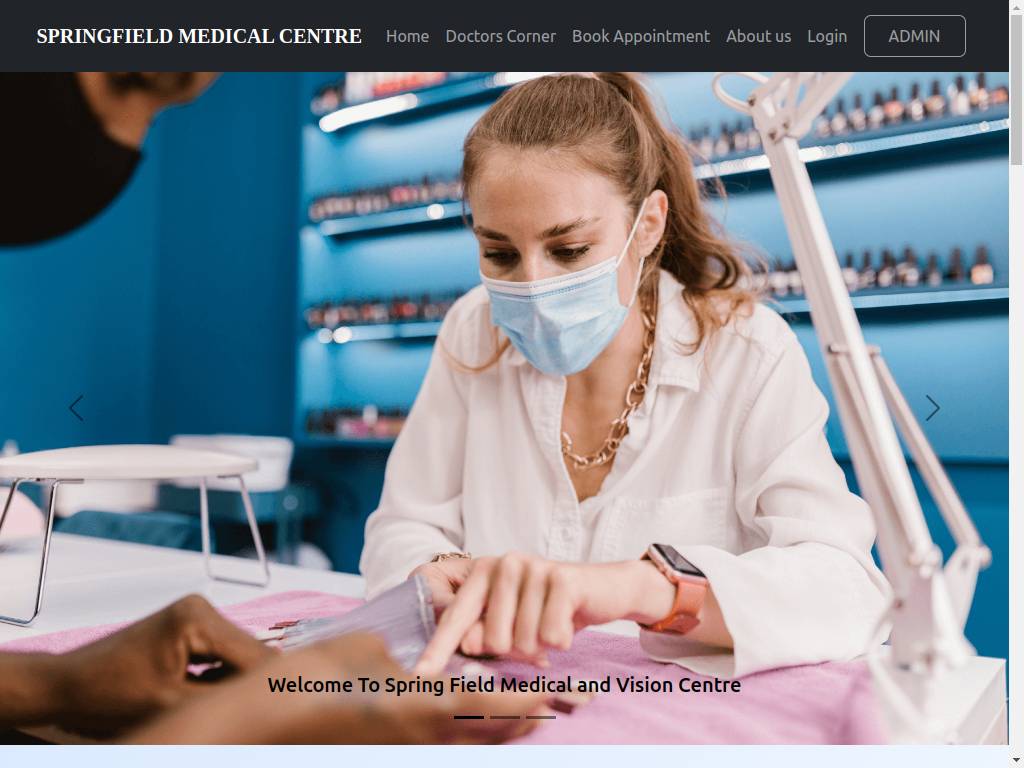 SPRINGFIELD MEDICAL CENTRE Home Doctors Corner Book Appointment About us Login ADMIN
Welcome To Spring Field Medical and Vision Centre